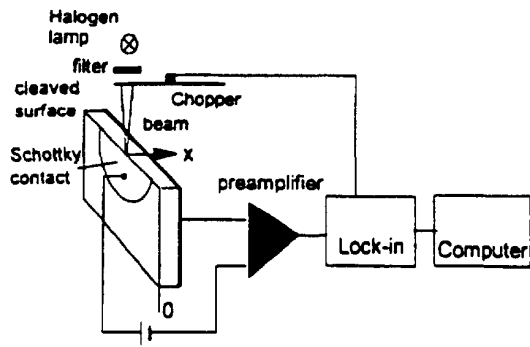 Halogen
lamp
filter
cleaved
surface
Chopper
beam
Schottky
contact
x
preamplifier
Lock-in
Computer
0